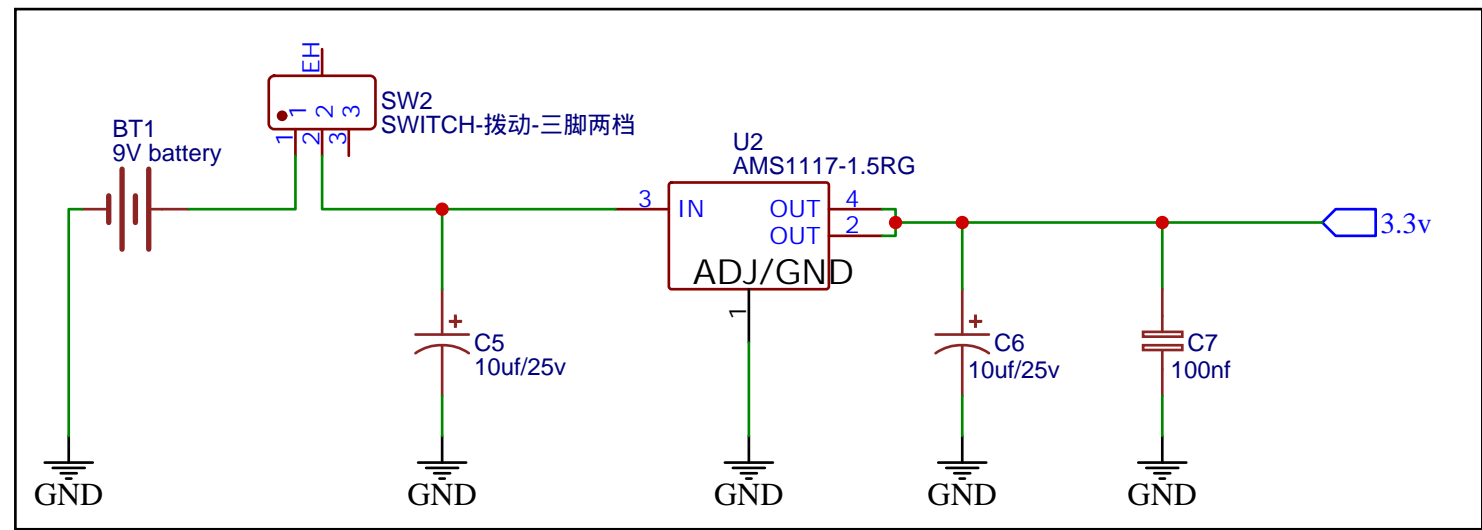 EH
1 2 3
1 2 3
SW2
SWITCH-拨动-三脚两档
BT1
9V battery
U2
AMS1117-1.5RG
3
IN
OUT
4
OUT
2
ADJ/GND
1
3.3v
+
C5
10uf/25v
+
C6
10uf/25v
C7
100nf
GND
GND
GND
GND
GND